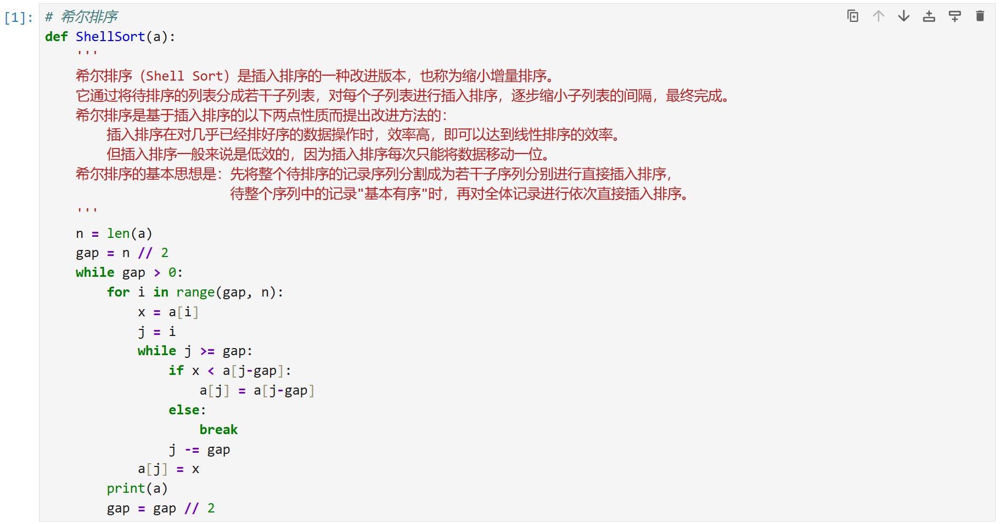 [1]: # 希尔排序
def ShellSort(a):
    '''
    希尔排序（Shell Sort）是插入排序的一种改进版本，也称为缩小增量排序。
    它通过将待排序的列表分成若干子列表，对每个子列表进行插入排序，逐步缩小子列表的间隔，最终完成。
    希尔排序是基于插入排序的以下两点性质而提出改进方法的：
        插入排序在对几乎已经排好序的数据操作时，效率高，即可以达到线性排序的效率。
        但插入排序一般来说是低效的，因为插入排序每次只能将数据移动一位。
    希尔排序的基本思想是：先将整个待排序的记录序列分割成为若干子序列分别进行直接插入排序，
                    待整个序列中的记录"基本有序"时，再对全体记录进行依次直接插入排序。
    '''
    n = len(a)
    gap = n // 2
    while gap > 0:
        for i in range(gap, n):
            x = a[i]
            j = i
            while j >= gap:
                if x < a[j-gap]:
                    a[j] = a[j-gap]
                else:
                    break
                j -= gap
            a[j] = x
        print(a)
        gap = gap // 2